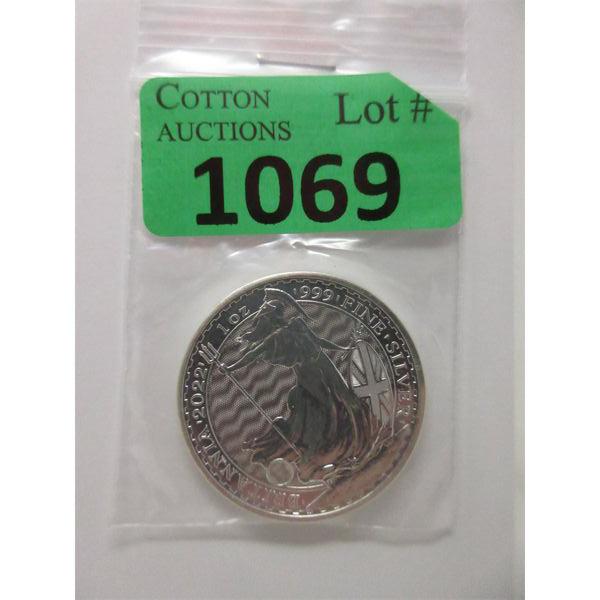 COTTON
AUCTIONS
Lot #
1069
BRITANNIA · 2022 · 1 oz · 999 · FINE · SILVER